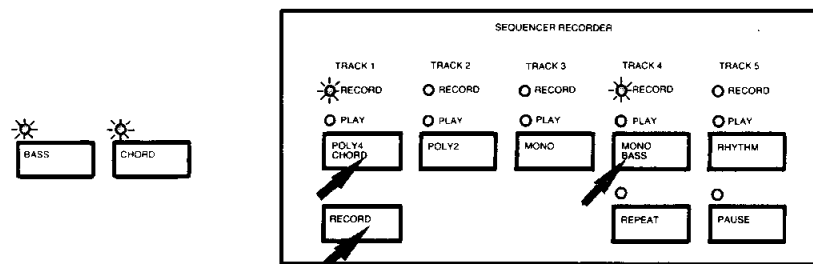 SEQUENCER RECORDER
TRACK 1 TRACK 2 TRACK 3 TRACK 4 TRACK 5
RECORD RECORD RECORD RECORD RECORD
PLAY PLAY PLAY PLAY PLAY
BASS CHORD
POLY4
CHORD
POLY2
MONO
MONO
BASS
RHYTHM
RECORD
REPEAT
PAUSE